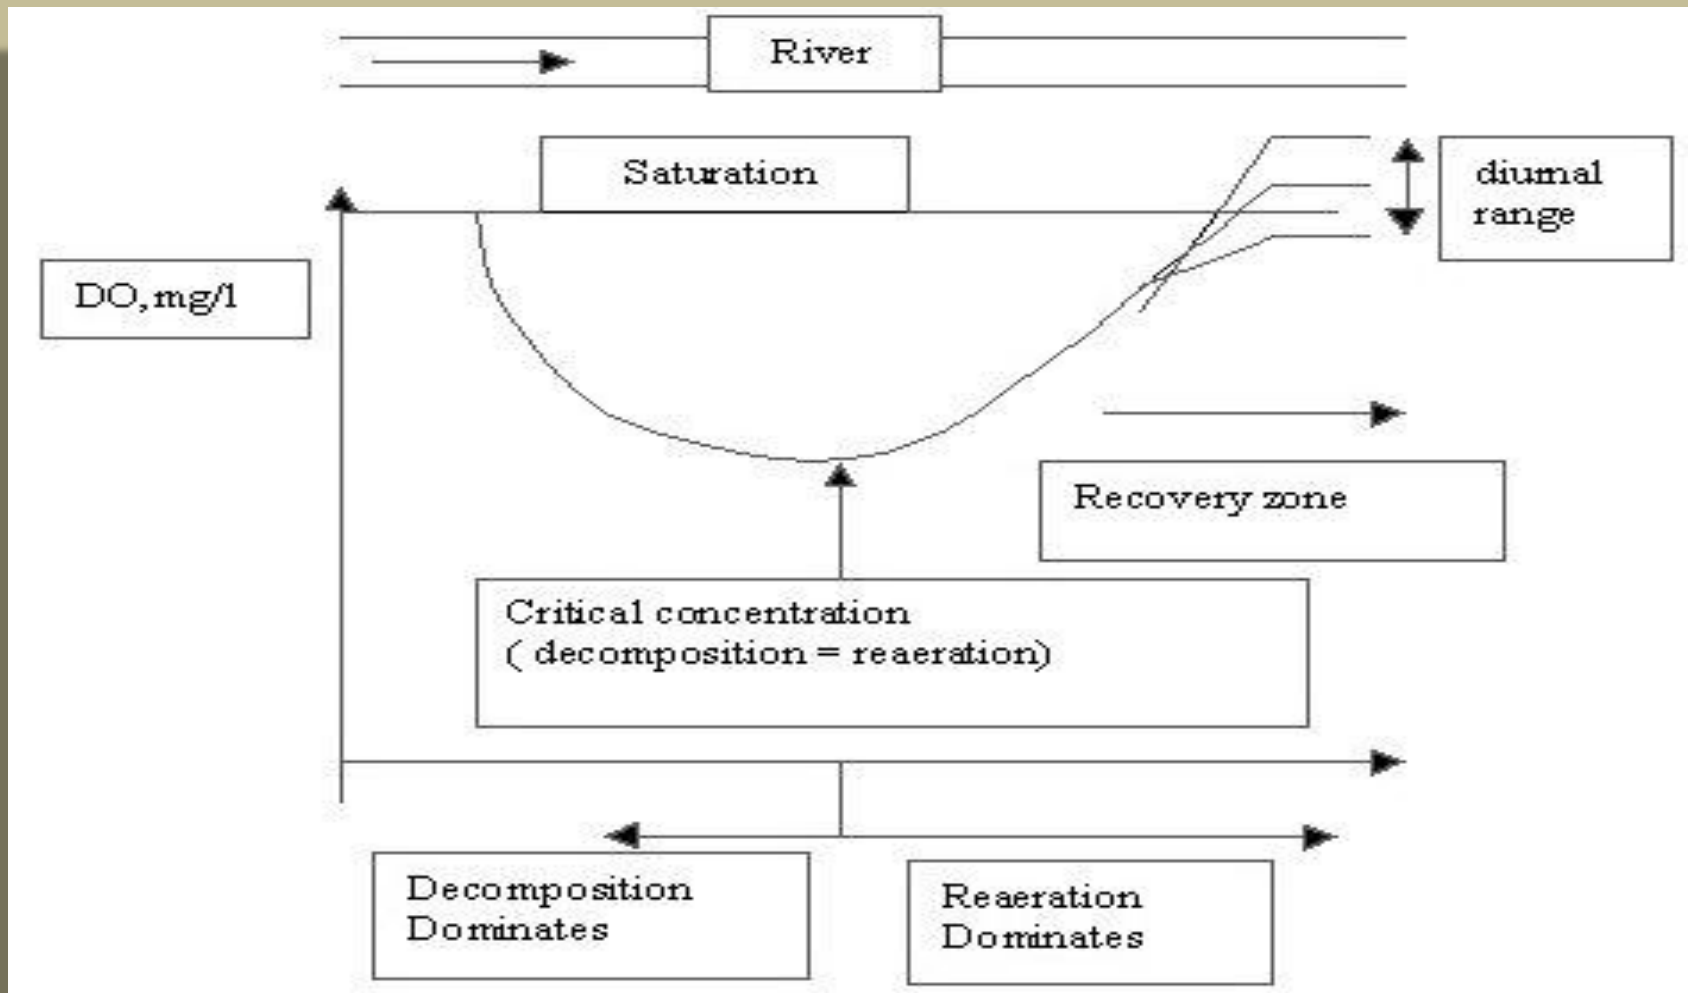 River
Saturation
diurnal
range
DO, mg/l
Recovery zone
Critical concentration
( decomposition = reaeration)
Decomposition
Dominates
Reaeration
Dominates